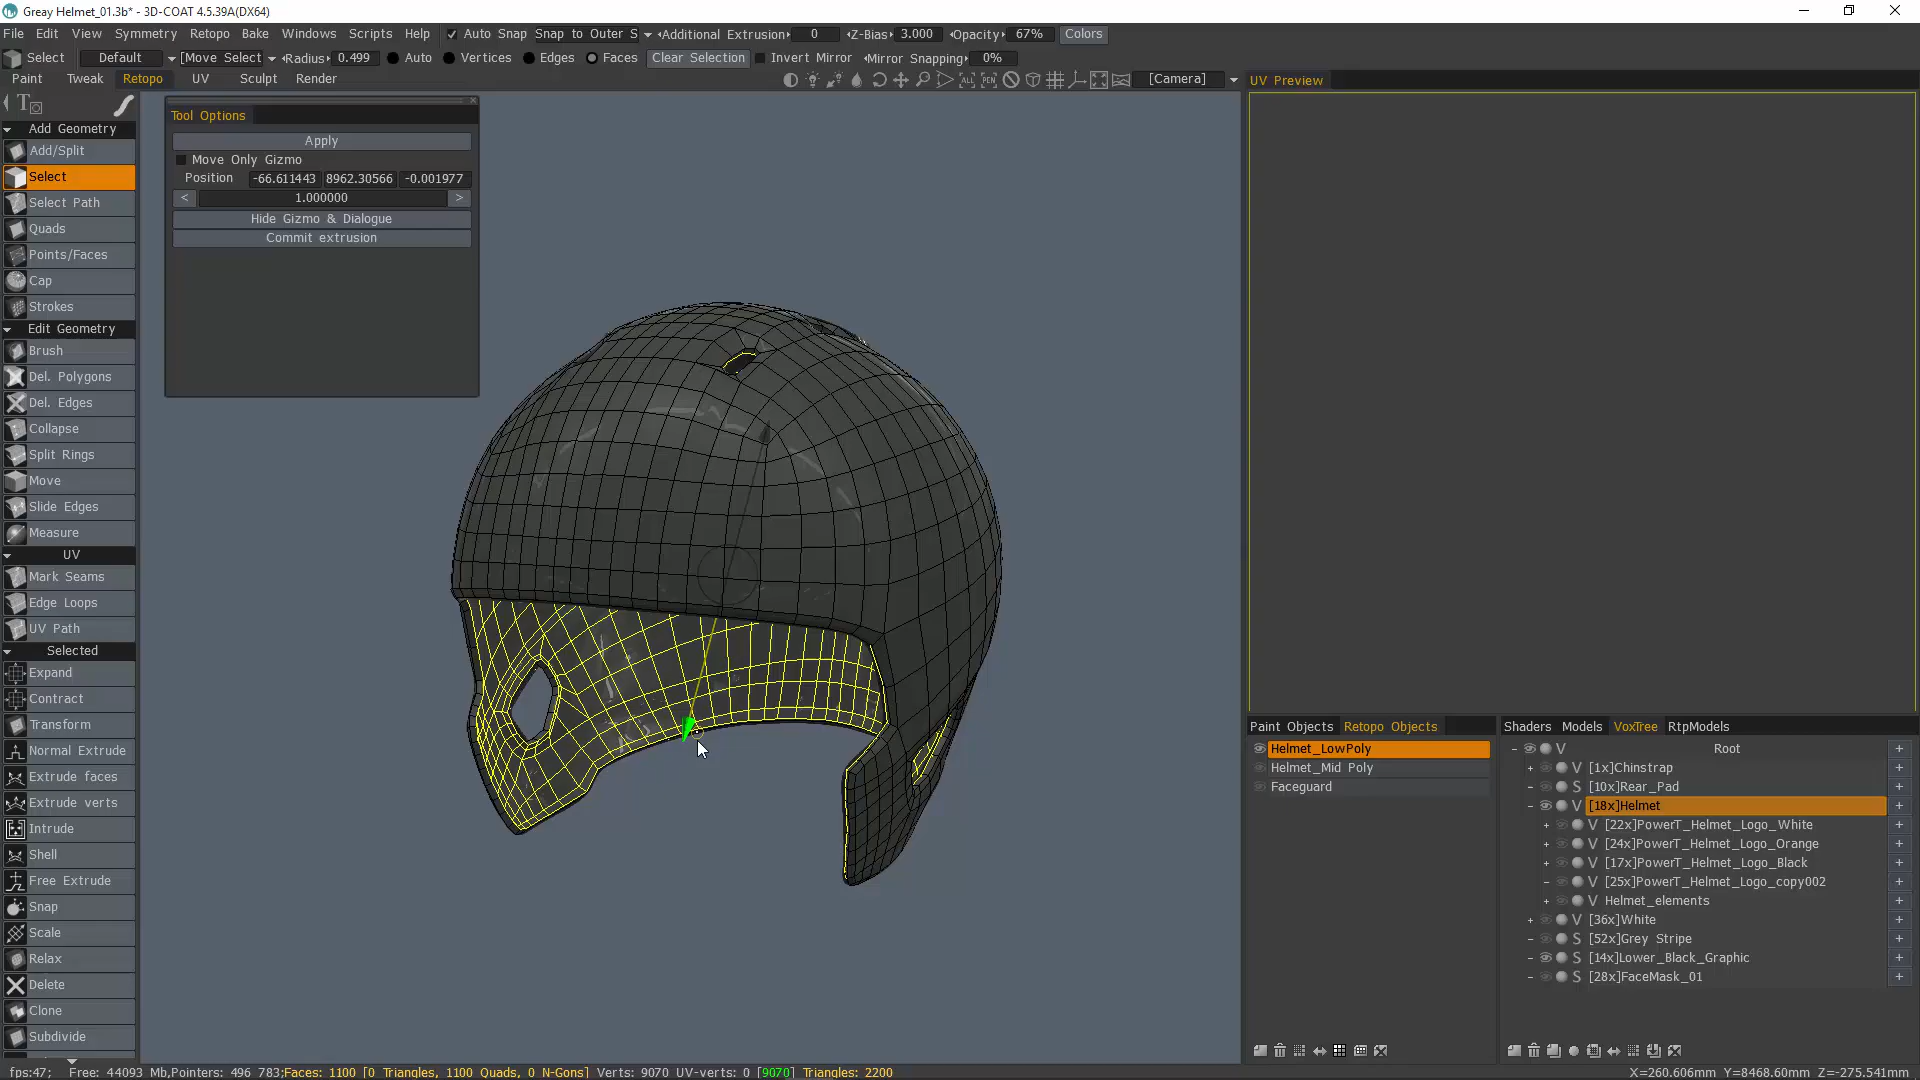 Greay Helmet_01.3b* - 3D-COAT 4.5.39A(DX64)
File Edit View Symmetry Retopo Bake Windows Scripts Help Auto Snap Snap to Outer S Additional Extrusion 0 Z-Bias 3.000 Opacity 67% Colors
Select Default [Move Select Radius 0.499 Auto Vertices Edges Faces Clear Selection Invert Mirror Mirror Snapping 0%
Paint Tweak Retopo UV Sculpt Render [Camera] UV Preview
Tool Options
Apply
Move Only Gizmo
Position -66.611443 8962.30566 -0.001977
< 1.000000 >
Hide Gizmo & Dialogue
Commit extrusion
Add Geometry
Add/Split
Select
Select Path
Quads
Points/Faces
Cap
Strokes
Edit Geometry
Brush
Del. Polygons
Del. Edges
Collapse
Split Rings
Move
Slide Edges
Measure
UV
Mark Seams
Edge Loops
UV Path
Selected
Expand
Contract
Transform
Normal Extrude
Extrude faces
Extrude verts
Intrude
Shell
Free Extrude
Snap
Scale
Relax
Delete
Clone
Subdivide
Paint Objects Retopo Objects
Helmet_LowPoly
Helmet_Mid Poly
Faceguard
Shaders Models VoxTree RtpModels
- V Root +
+ V [1x]Chinstrap +
- S [10x]Rear_Pad +
- V [18x]Helmet +
+ V [22x]PowerT_Helmet_Logo_White +
+ V [24x]PowerT_Helmet_Logo_Orange +
+ V [17x]PowerT_Helmet_Logo_Black +
- V [25x]PowerT_Helmet_Logo_copy002 +
+ V Helmet_elements +
+ V [36x]White +
- S [52x]Grey Stripe +
- S [14x]Lower_Black_Graphic +
- S [28x]FaceMask_01 +
fps:47; Free: 44093 Mb,Pointers: 496 783;Faces: 1100 [0 Triangles, 1100 Quads, 0 N-Gons] Verts: 9070 UV-verts: 0 [9070] Triangles: 2200 X=260.606mm Y=8468.60mm Z=-275.541mm